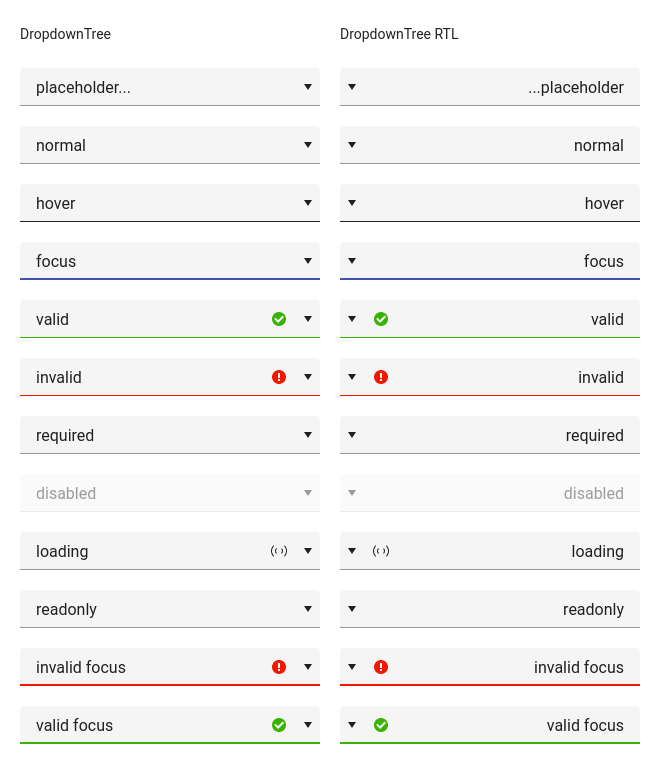 DropdownTree
DropdownTree RTL
placeholder...
...placeholder
normal
normal
hover
hover
focus
focus
valid
valid
invalid
invalid
required
required
disabled
disabled
loading
loading
readonly
readonly
invalid focus
invalid focus
valid focus
valid focus